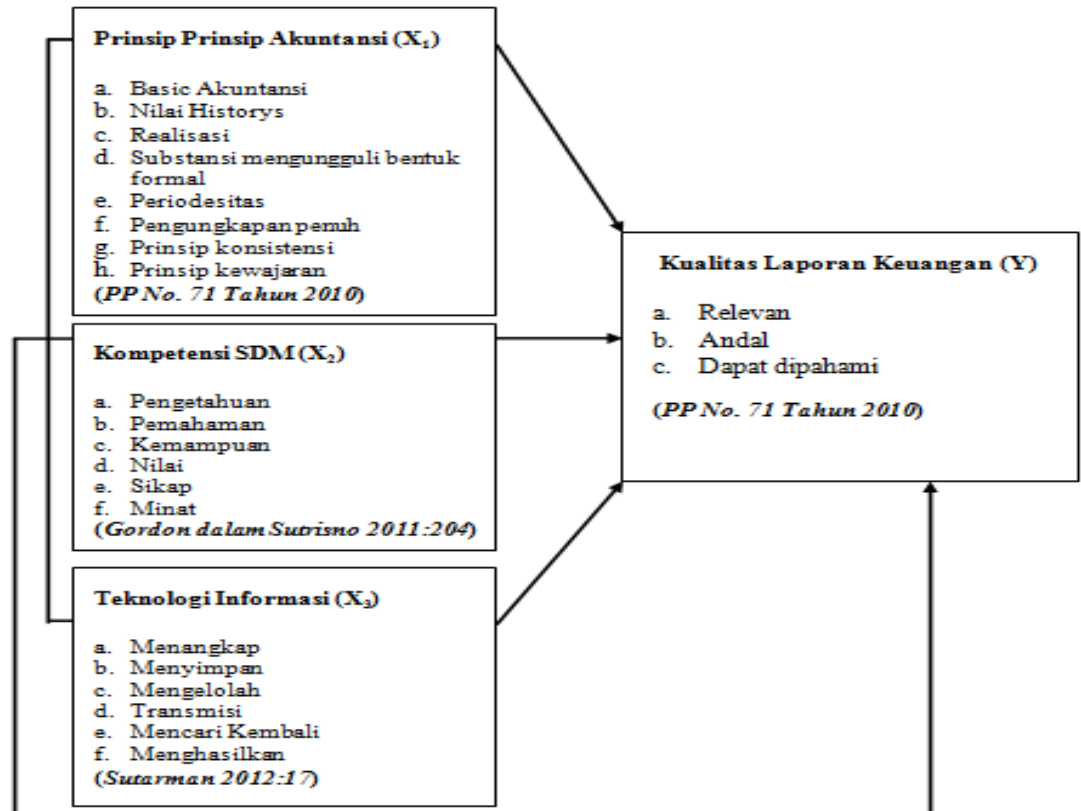 Prinsip Prinsip Akuntansi (X₁)
a. Basic Akuntansi
b. Nilai Historys
c. Realisasi
d. Substansi mengungguli bentuk
formal
e. Periodesitas
f. Pengungkapan penuh
g. Prinsip konsistensi
h. Prinsip kewajaran
(PP No. 71 Tahun 2010)
Kompetensi SDM (X₂)
a. Pengetahuan
b. Pemahaman
c. Kemampuan
d. Nilai
e. Sikap
f. Minat
(Gordon dalam Sutrisno 2011:204)
Teknologi Informasi (X₃)
a. Menangkap
b. Menyimpan
c. Mengelolah
d. Transmisi
e. Mencari Kembali
f. Menghasilkan
(Sutarman 2012:17)
Kualitas Laporan Keuangan (Y)
a. Relevan
b. Andal
c. Dapat dipahami
(PP No. 71 Tahun 2010)